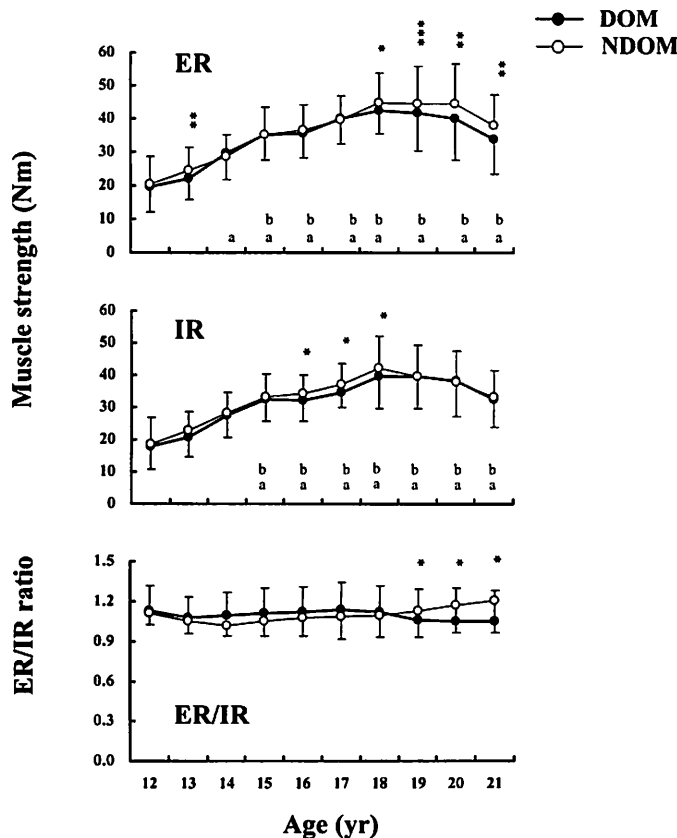 DOM
NDOM
ER
* * *** ** **
**
60
50
40
30
20
10
0
b b b b b b b
a a a a a a a a
Muscle strength (Nm)
IR
* * *
60
50
40
30
20
10
0
b b b b b b b
a a a a a a a
ER/IR ratio
* * *
1.5
1.2
0.9
0.6
0.3
0.0
ER/IR
12 13 14 15 16 17 18 19 20 21
Age (yr)